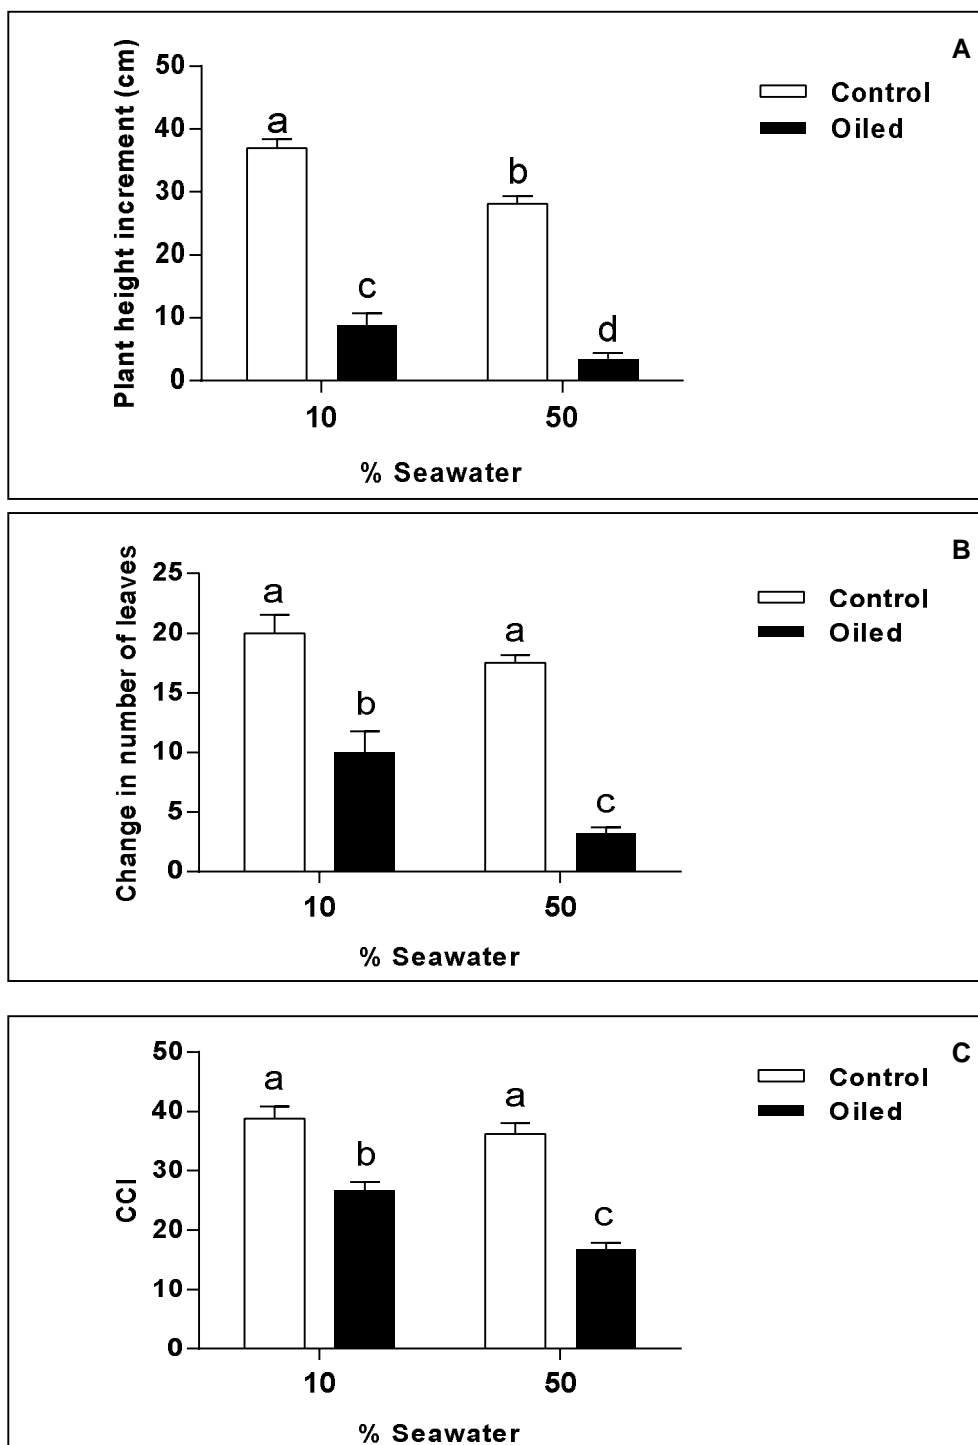 A
Plant height increment (cm)
50
40
30
20
10
0
a
c
b
d
10
50
% Seawater
Control
Oiled
B
Change in number of leaves
25
20
15
10
5
0
a
b
a
c
10
50
% Seawater
Control
Oiled
C
CCI
50
40
30
20
10
0
a
b
a
c
10
50
% Seawater
Control
Oiled